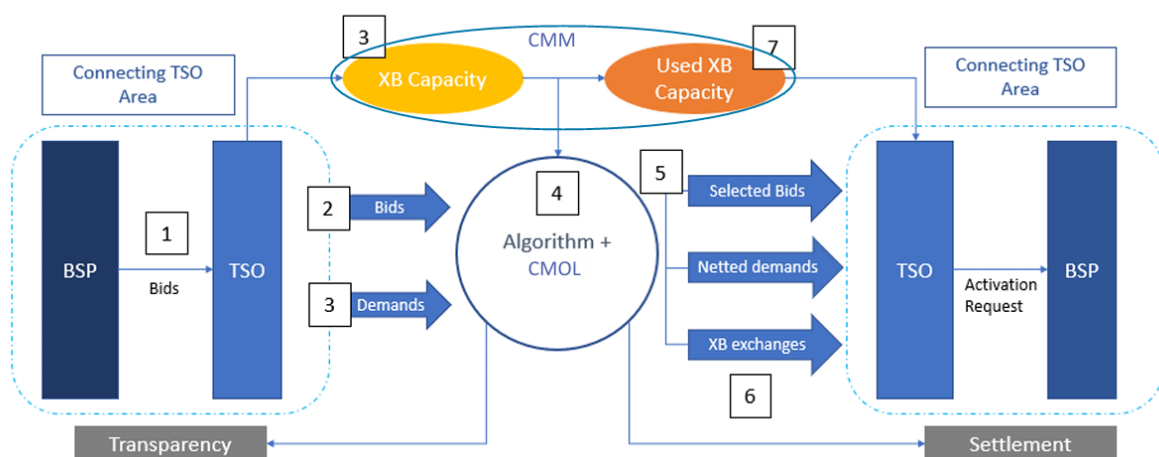 3
CMM
7
Connecting TSO
Area
XB Capacity
Used XB
Capacity
Connecting TSO
Area
BSP
1
Bids
TSO
2
Bids
3
Demands
4
Algorithm +
CMOL
5
Selected Bids
Netted demands
XB exchanges
6
TSO
Activation
Request
BSP
Transparency
Settlement